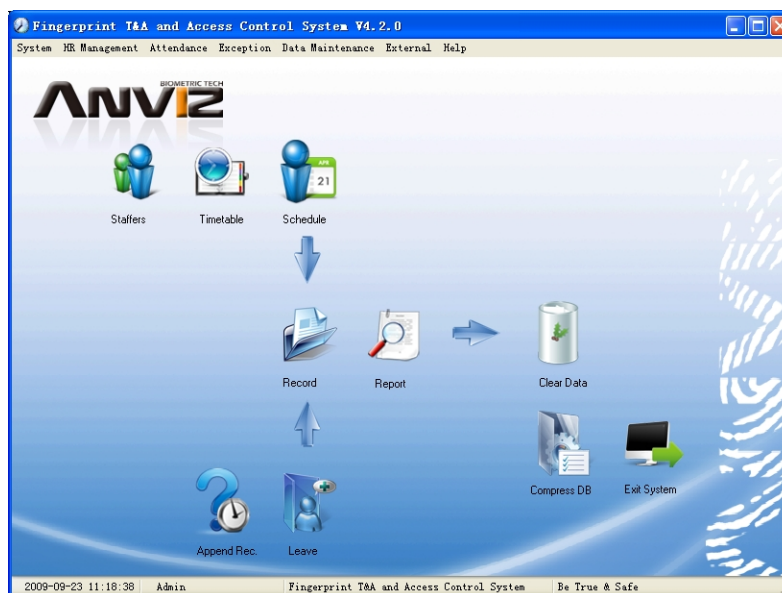 Fingerprint T&A and Access Control System V4.2.0
System HR Management Attendance Exception Data Maintenance External Help
BIOMETRIC TECH
ANVIZ
APR
21
Staffers Timetable Schedule
Record Report Clear Data
Compress DB Exit System
Append Rec. Leave
2009-09-23 11:18:38 Admin Fingerprint T&A and Access Control System Be True & Safe